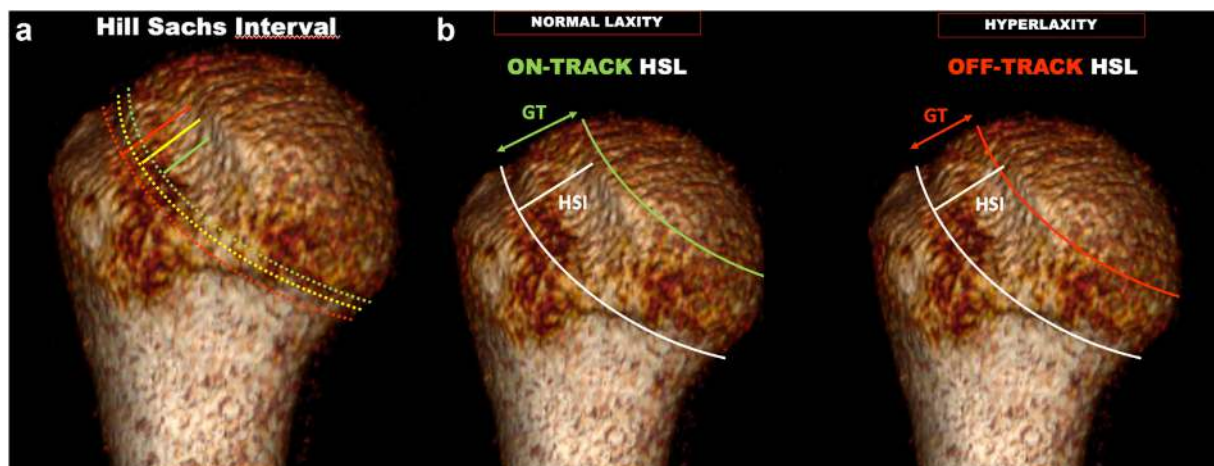 a
Hill Sachs Interval
b
NORMAL LAXITY
ON-TRACK HSL
GT
HSI
HYPERLAXITY
OFF-TRACK HSL
GT
HSI